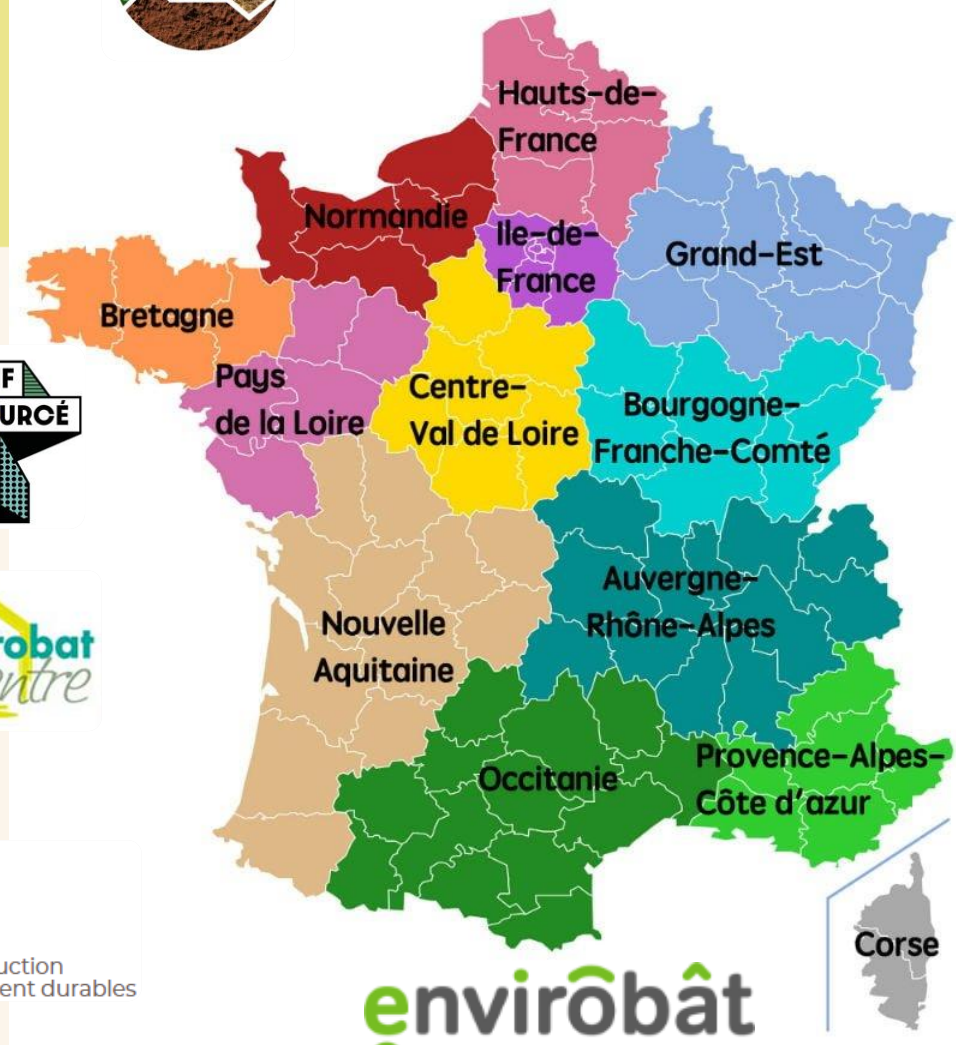 Hauts-de-
France
Normandie
Ile-de-
France
Grand-Est
Bretagne
Pays
de la Loire
Centre-
Val de Loire
Bourgogne-
Franche-Comté
Auvergne-
Rhône-Alpes
Nouvelle
Aquitaine
Occitanie
Provence-Alpes-
Côte d'azur
Corse
F
URCÉ
robat
ntre
uction
ent durables
envirobât